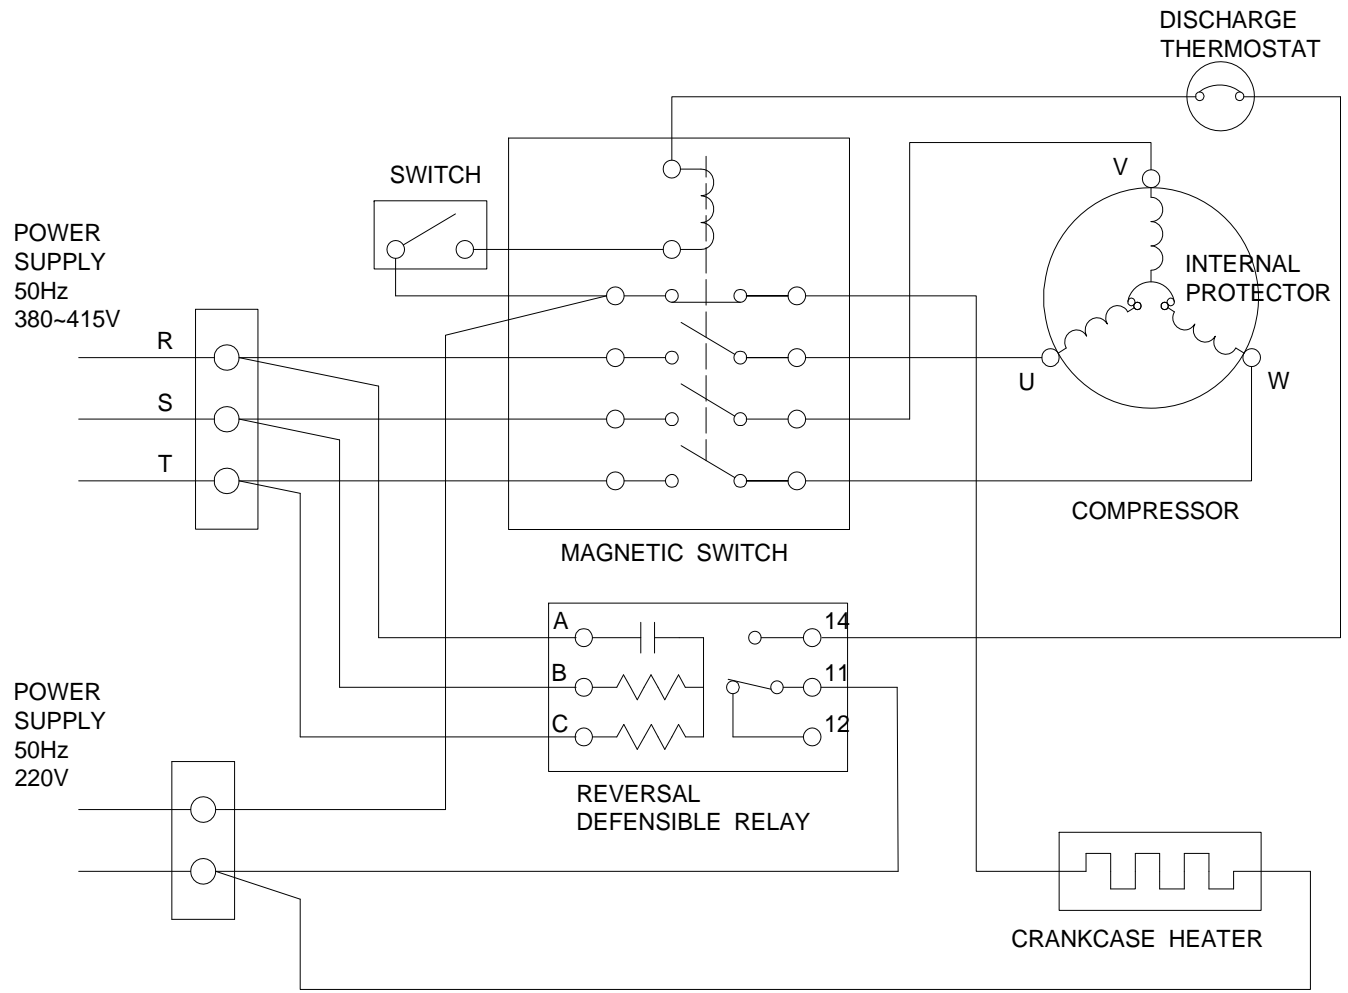 DISCHARGE
THERMOSTAT
SWITCH
V
POWER
SUPPLY
50Hz
380~415V
INTERNAL
PROTECTOR
R
U
W
S
T
COMPRESSOR
MAGNETIC SWITCH
A
14
B
11
C
12
POWER
SUPPLY
50Hz
220V
REVERSAL
DEFENSIBLE RELAY
CRANKCASE HEATER